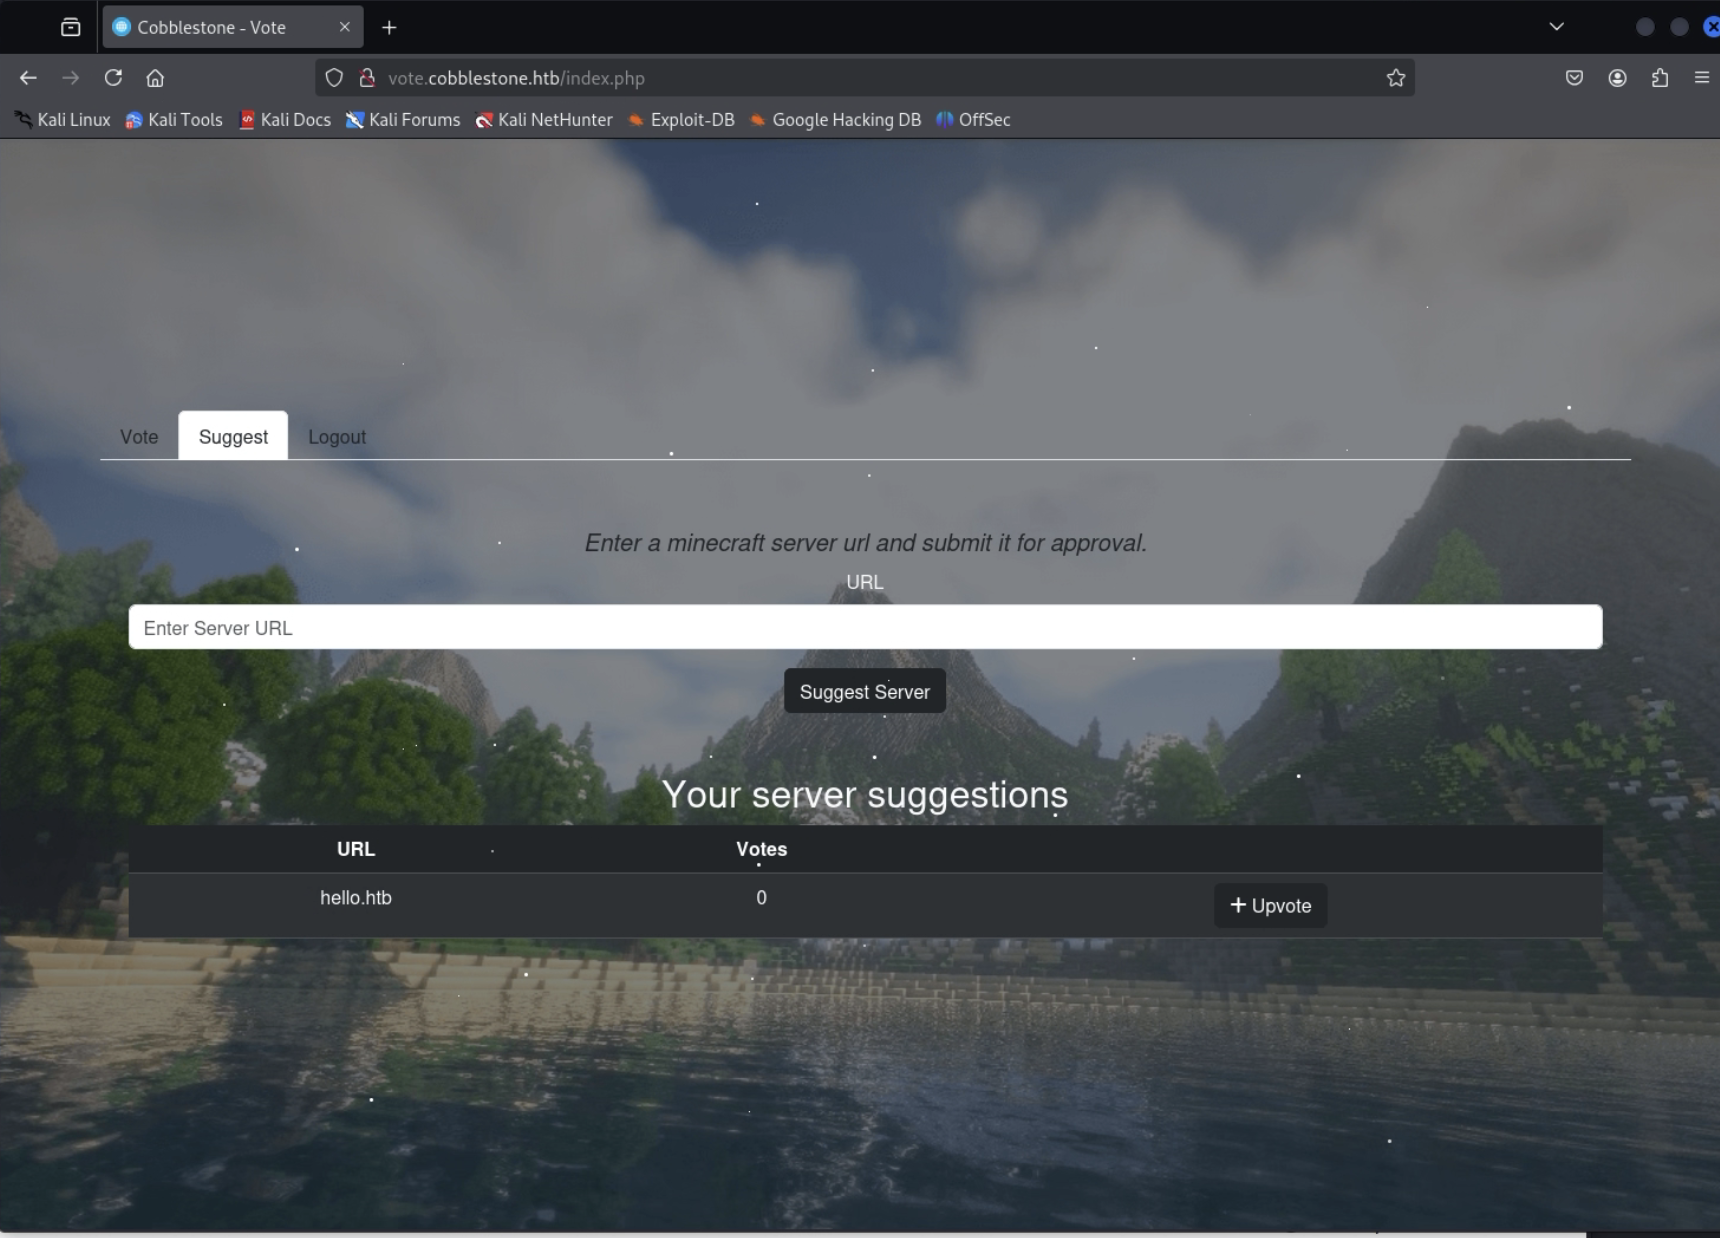 Cobblestone - Vote
vote.cobblestone.htb/index.php
Kali Linux Kali Tools Kali Docs Kali Forums Kali NetHunter Exploit-DB Google Hacking DB OffSec
Vote Suggest Logout
Enter a minecraft server url and submit it for approval.
URL
Enter Server URL
Suggest Server
Your server suggestions
URL Votes
hello.htb 0 + Upvote